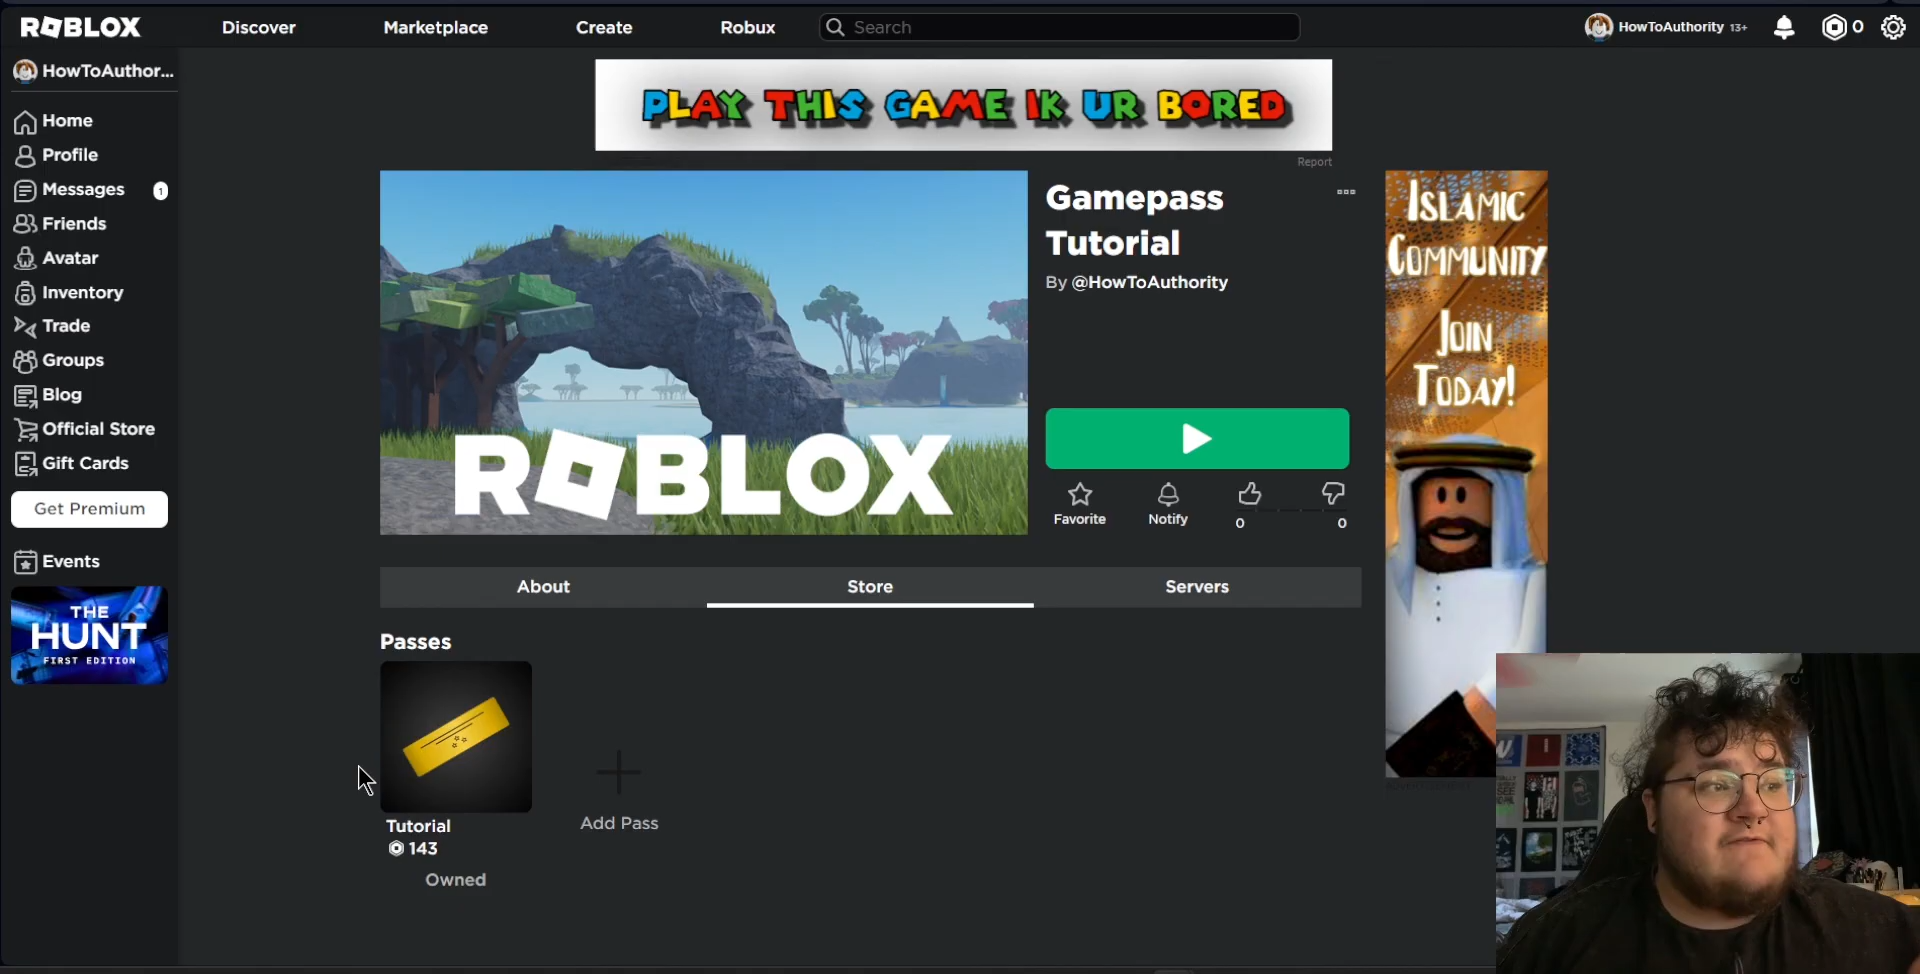 ROBLOX
Discover
Marketplace
Create
Robux
Search
HowToAuthority 13+
0
HowToAuthor...
Home
Profile
Messages 1
Friends
Avatar
Inventory
Trade
Groups
Blog
Official Store
Gift Cards
Get Premium
Events
THE
HUNT
FIRST EDITION
PLAY THIS GAME IK UR BORED
Report
ROBLOX
Gamepass
Tutorial
By @HowToAuthority
Favorite
Notify
0
0
About
Store
Servers
Passes
Tutorial
143
Owned
Add Pass
ISLAMIC
COMMUNITY
JOIN
TODAY!
ADVERTISEMENT